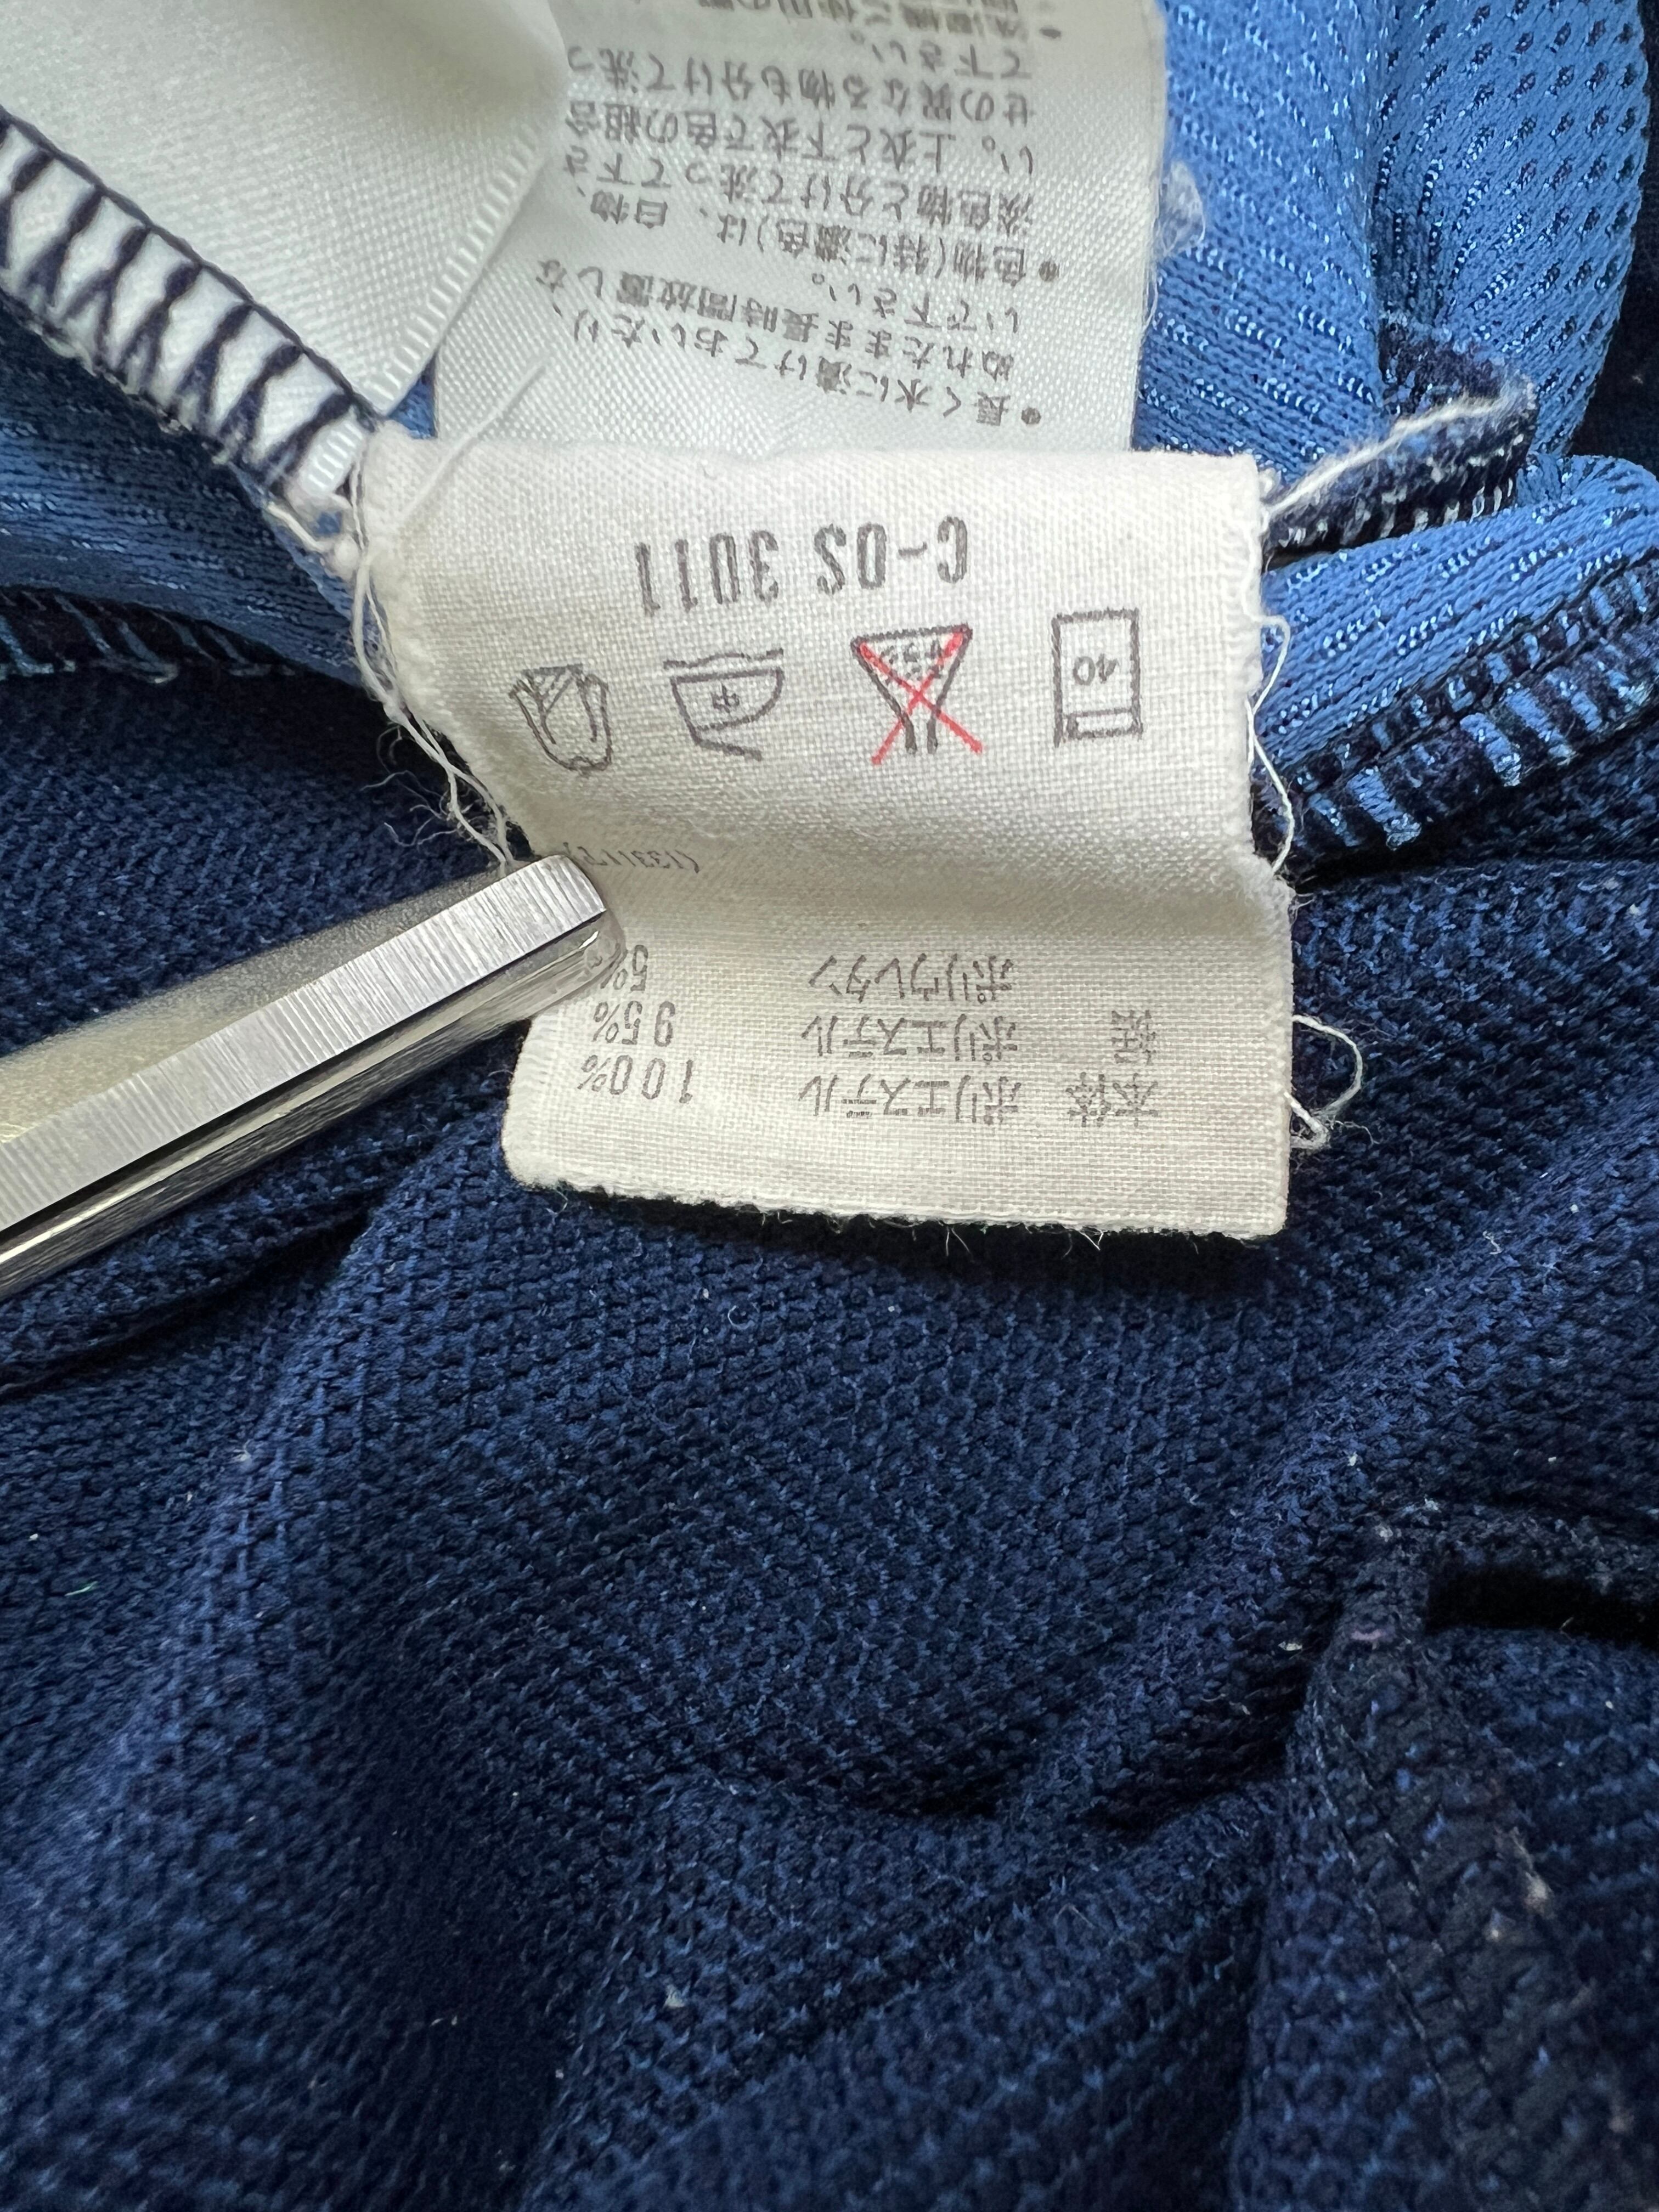 本体 ポリエステル 100%
ポリエステル 95%
ポリウレタン 5%
40 中
C-OS 3011
●長く水に漬けておいたり、
ぬれたまま長時間放置しな
いで下さい。
●色物(特に濃色)は、白物、
淡色物と分けて洗って下さ
い。上衣と下衣で色の組合
せの異なる物も分けて洗っ
て下さい。